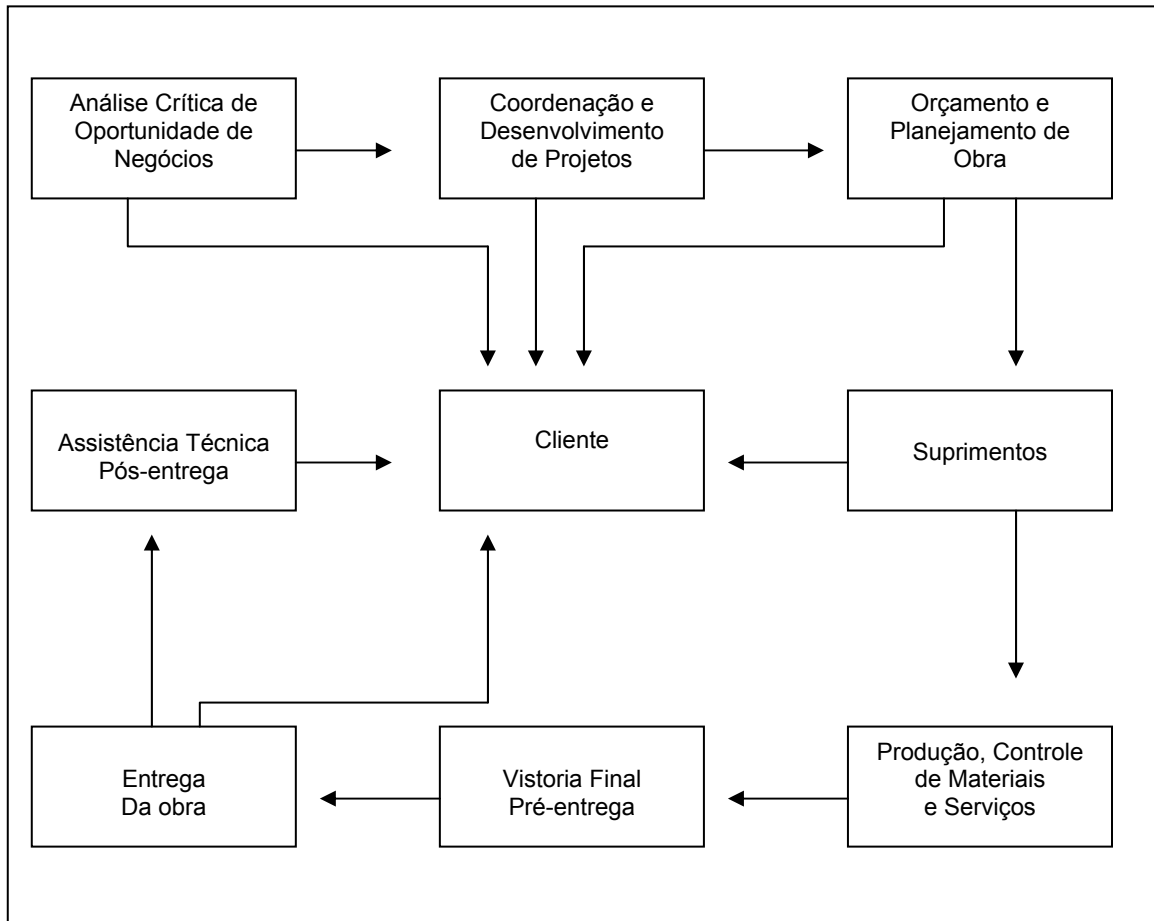 Análise Crítica de
Oportunidade de
Negócios
Coordenação e
Desenvolvimento
de Projetos
Orçamento e
Planejamento de
Obra
Assistência Técnica
Pós-entrega
Cliente
Suprimentos
Entrega
Da obra
Vistoria Final
Pré-entrega
Produção, Controle
de Materiais
e Serviços